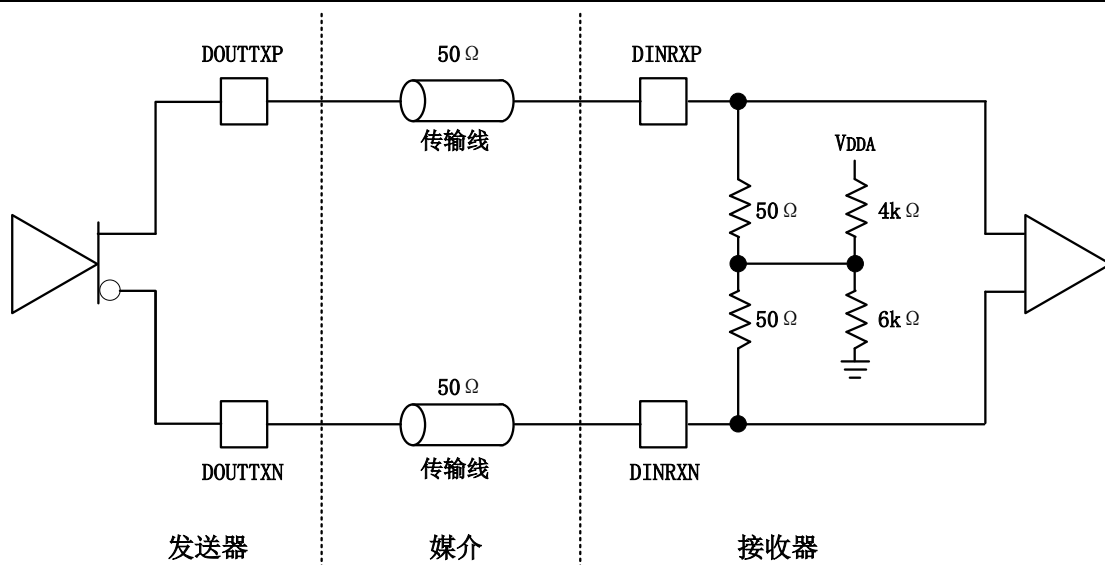 DOUTTXP
50Ω
DINRXP
传输线
VDDA
50Ω
4kΩ
50Ω
6kΩ
50Ω
传输线
DOUTTXN
DINRXN
发送器
媒介
接收器